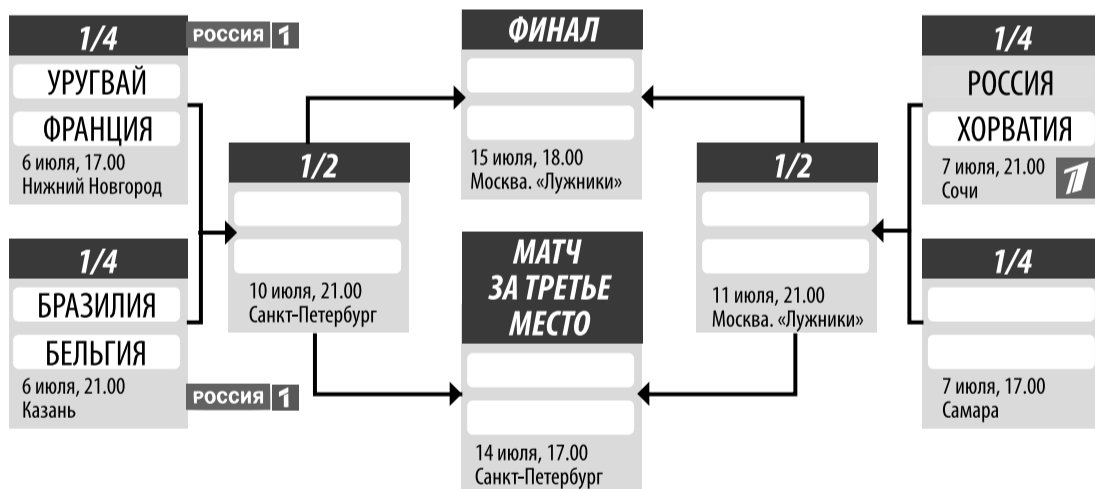 1/4
РОССИЯ 1
УРУГВАЙ
ФРАНЦИЯ
6 июля, 17.00
Нижний Новгород
1/4
БРАЗИЛИЯ
БЕЛЬГИЯ
6 июля, 21.00
Казань
РОССИЯ 1
1/2
10 июля, 21.00
Санкт-Петербург
ФИНАЛ
15 июля, 18.00
Москва. «Лужники»
МАТЧ
ЗА ТРЕТЬЕ
МЕСТО
14 июля, 17.00
Санкт-Петербург
1/2
11 июля, 21.00
Москва. «Лужники»
1/4
РОССИЯ
ХОРВАТИЯ
7 июля, 21.00
Сочи
1
1/4
7 июля, 17.00
Самара